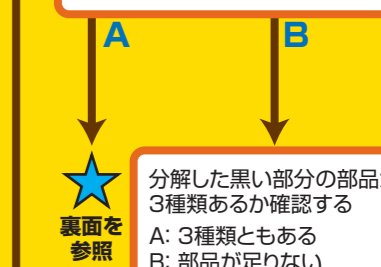 A
B
裏面を
参照
分解した黒い部分の部品
3種類あるか確認する
A: 3種類ともある
B: 部品が足りない